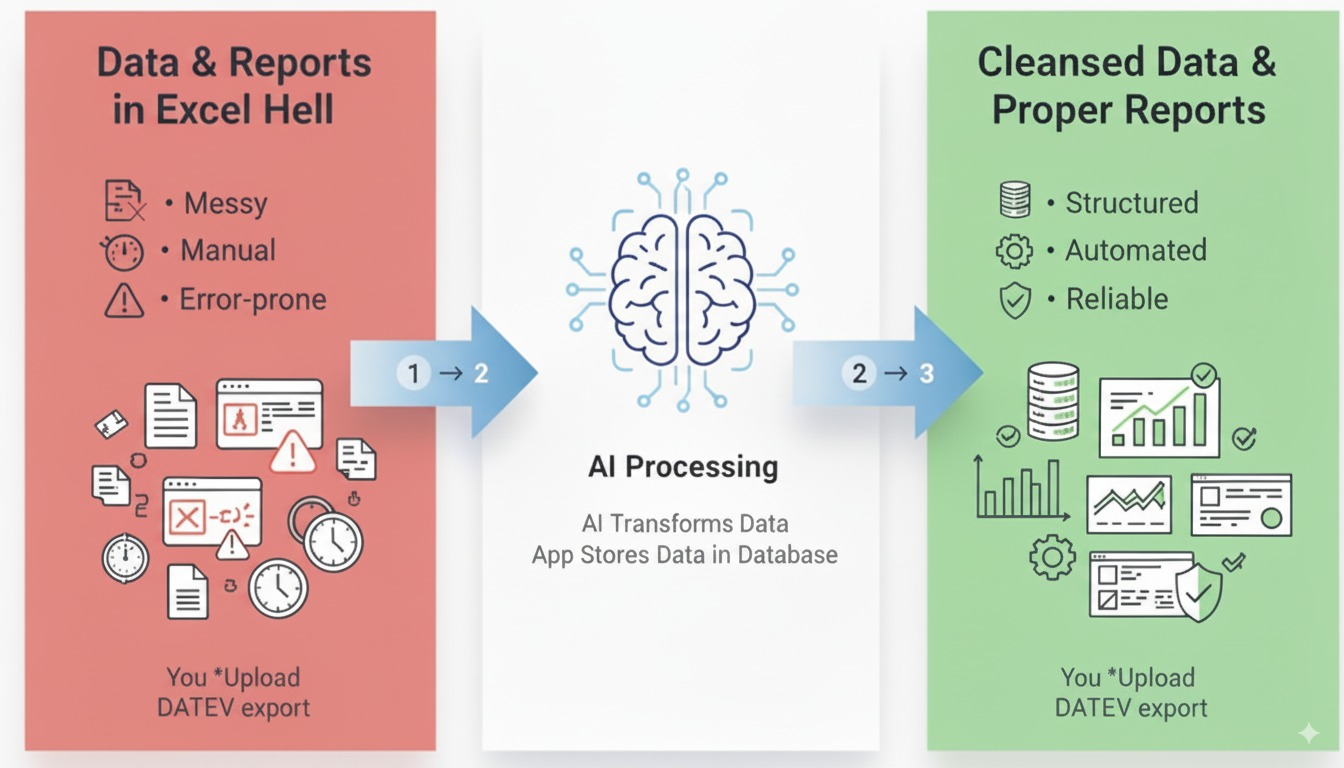 Data & Reports
in Excel Hell
• Messy
• Manual
• Error-prone
You *Upload
DATEV export
1 → 2
AI Processing
AI Transforms Data
App Stores Data in Database
2 → 3
Cleansed Data &
Proper Reports
• Structured
• Automated
• Reliable
You *Upload
DATEV export